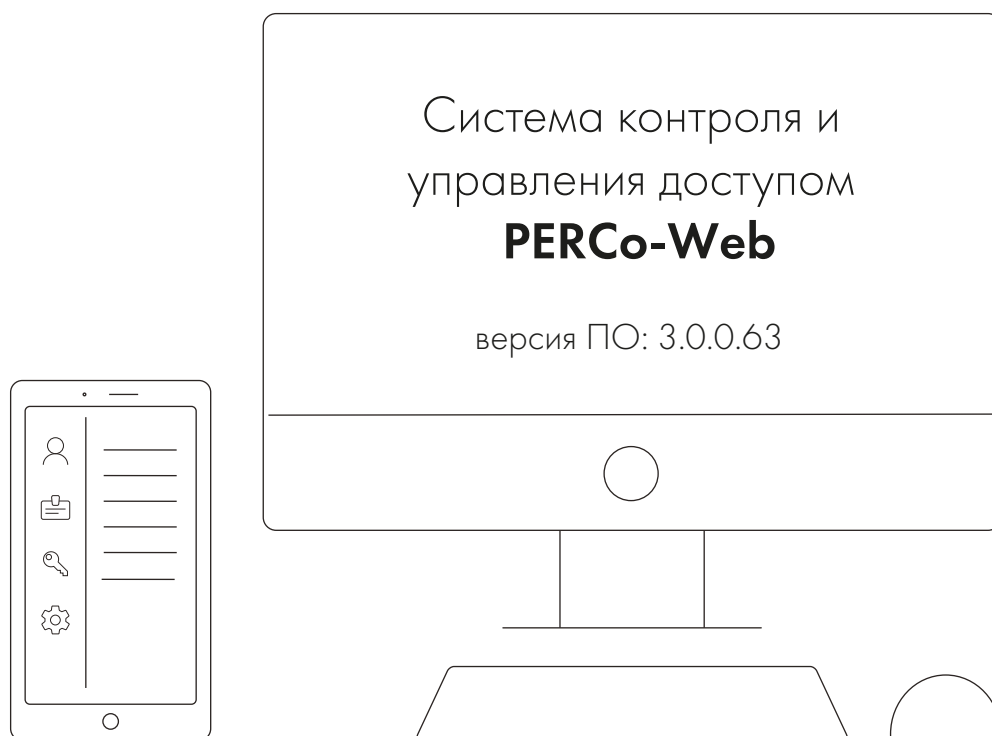 Система контроля и
управления доступом
PERCo-Web
версия ПО: 3.0.0.63